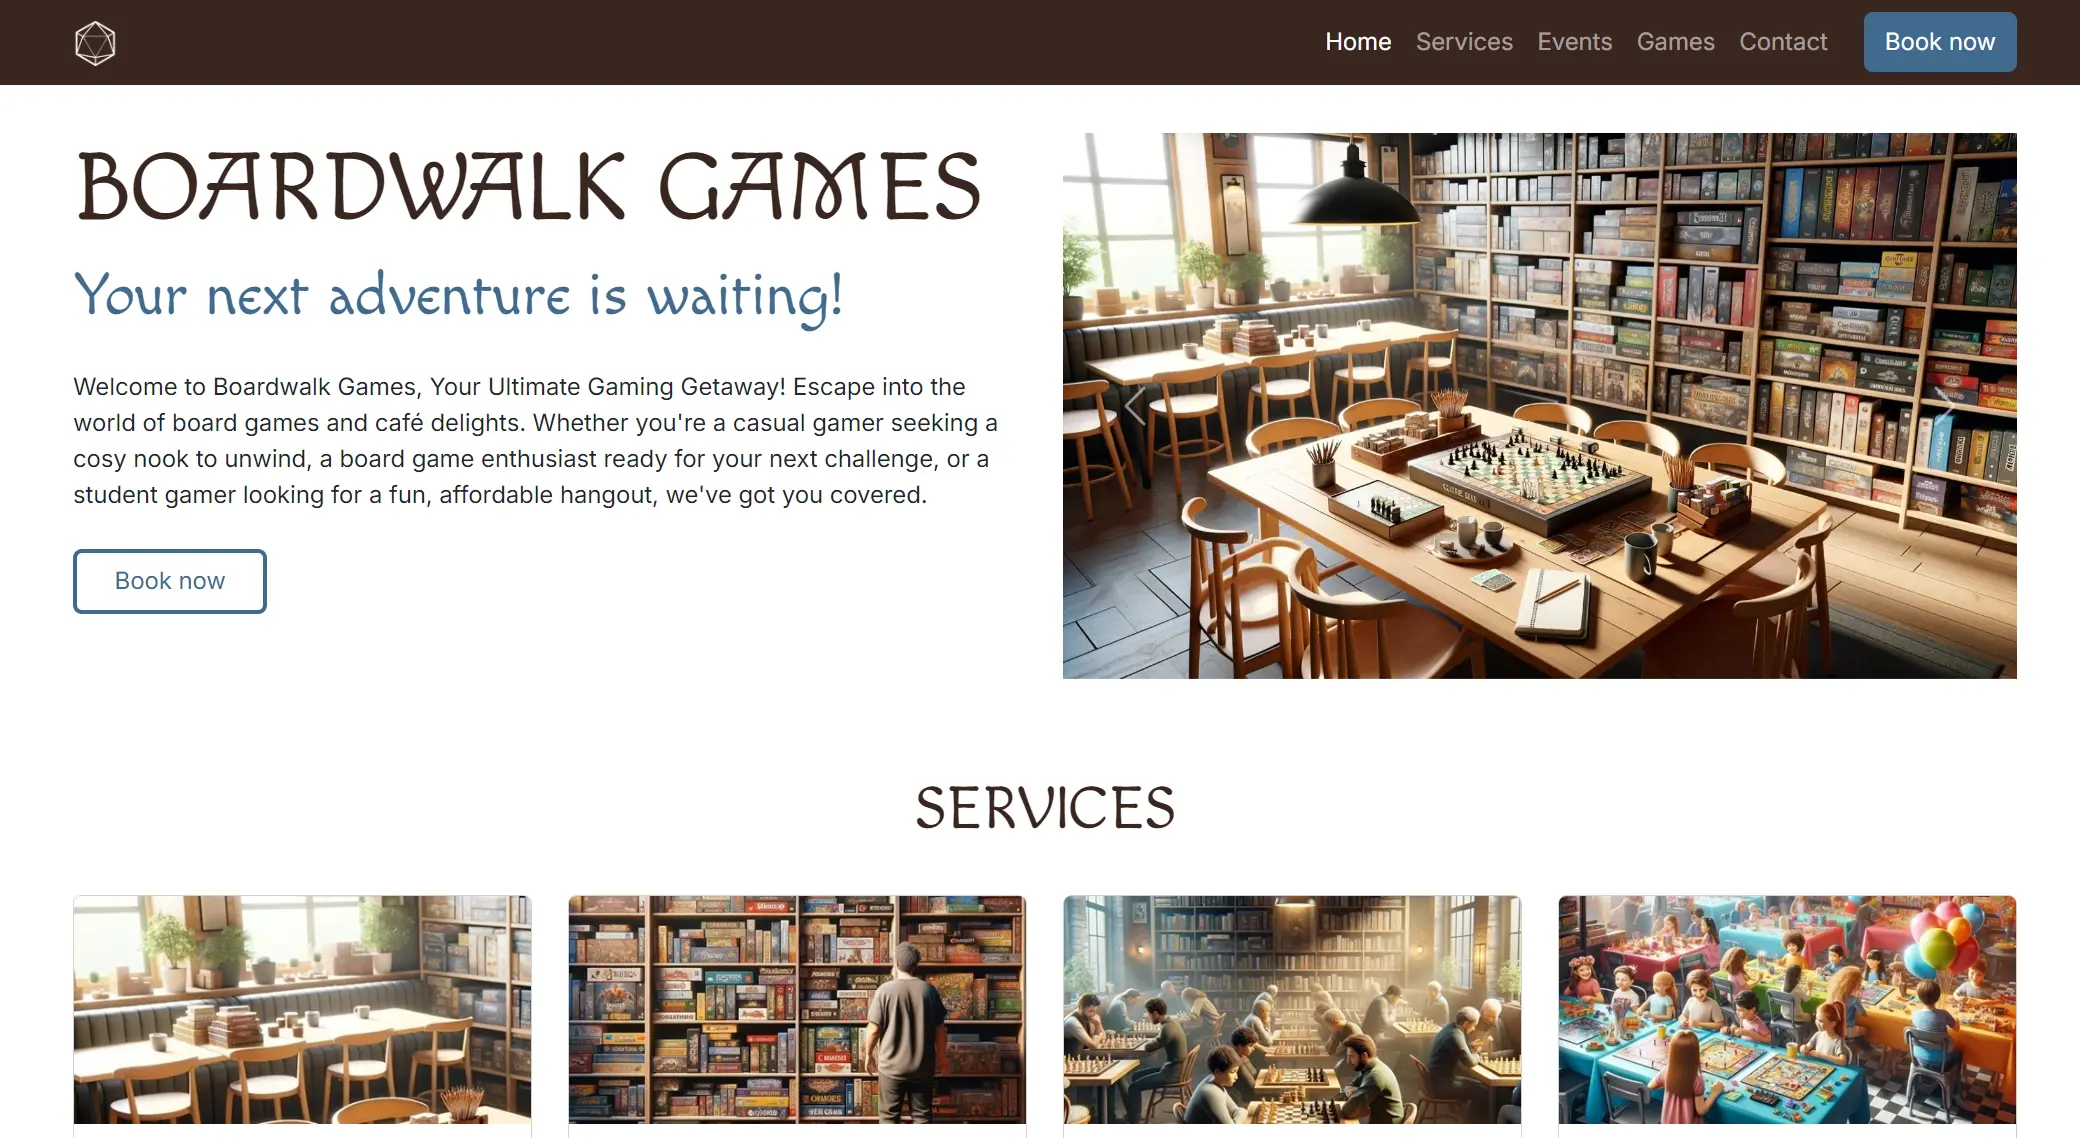 Home Services Events Games Contact Book now
BOARDWALK GAMES
Your next adventure is waiting!
Welcome to Boardwalk Games, Your Ultimate Gaming Getaway! Escape into the
world of board games and café delights. Whether you're a casual gamer seeking a
cosy nook to unwind, a board game enthusiast ready for your next challenge, or a
student gamer looking for a fun, affordable hangout, we've got you covered.
Book now
SERVICES